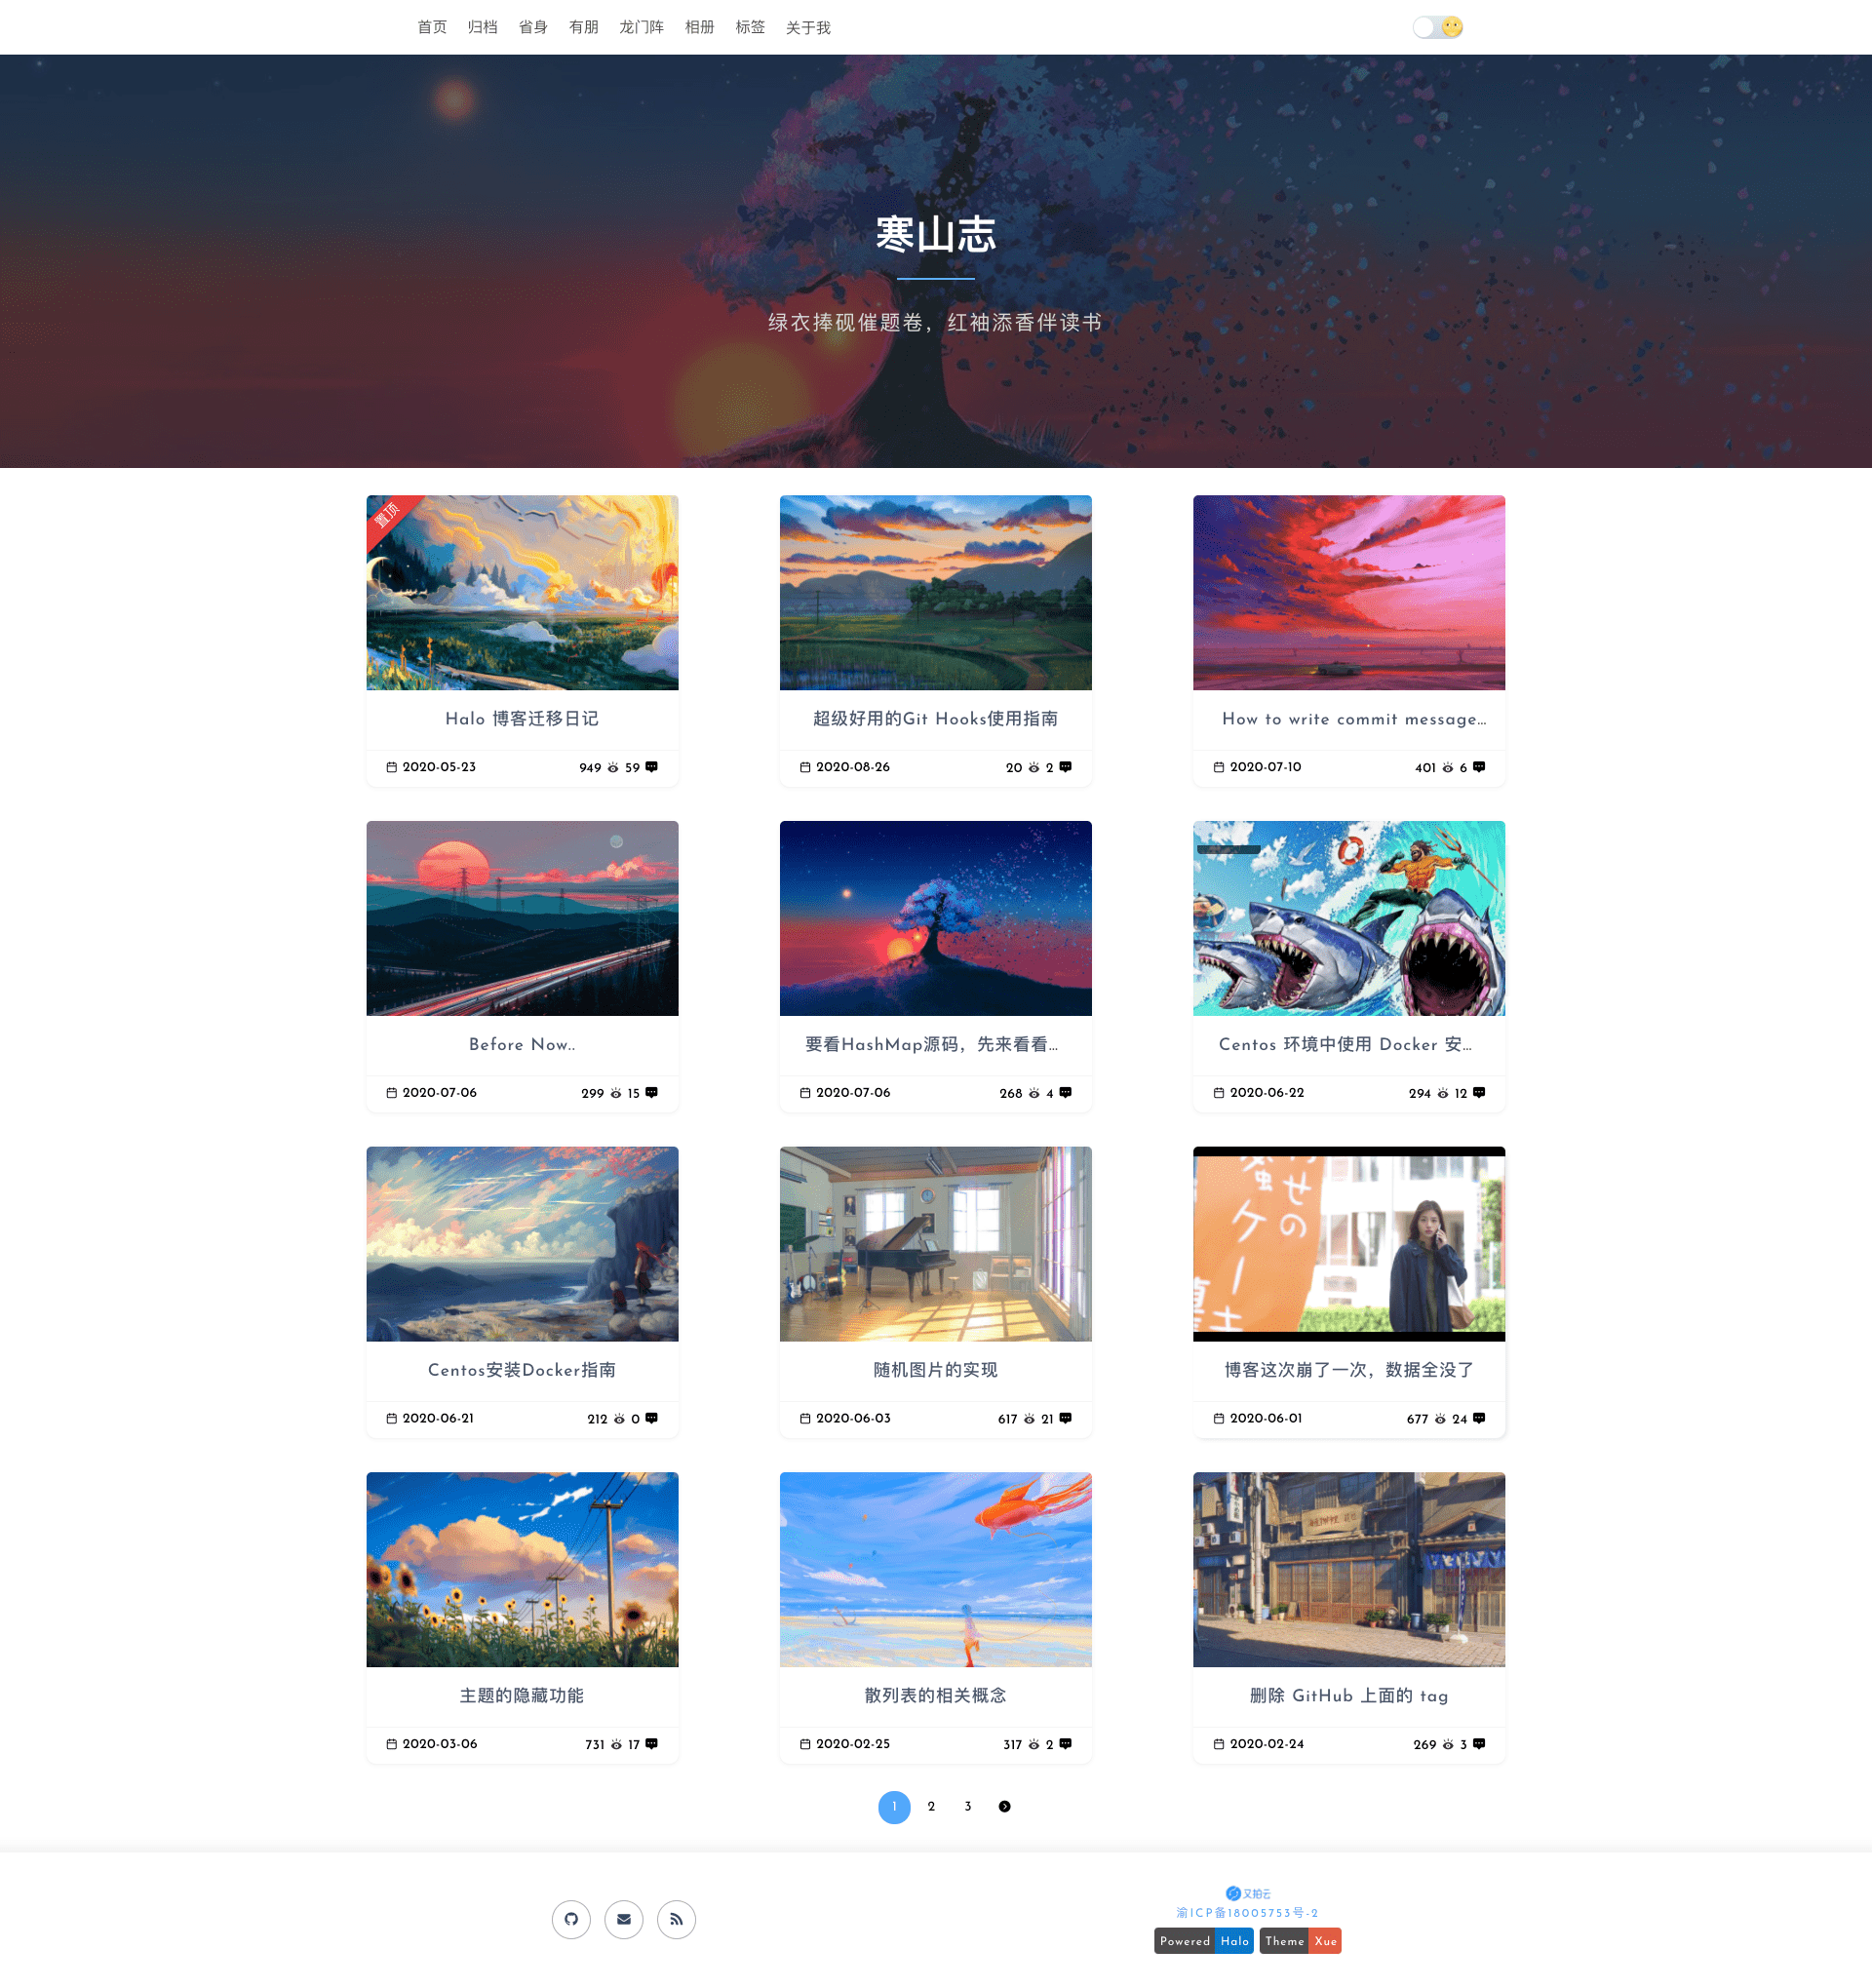 首页 归档 省身 有朋 龙门阵 相册 标签 关于我
寒山志
绿衣捧砚催题卷，红袖添香伴读书
置顶
Halo 博客迁移日记
2020-05-23 949 59
超级好用的Git Hooks使用指南
2020-08-26 20 2
How to write commit message...
2020-07-10 401 6
Before Now..
2020-07-06 299 15
要看HashMap源码，先来看看...
2020-07-06 268 4
Centos 环境中使用 Docker 安...
2020-06-22 294 12
Centos安装Docker指南
2020-06-21 212 0
随机图片的实现
2020-06-03 617 21
せの
ケー
博客这次崩了一次，数据全没了
2020-06-01 677 24
主题的隐藏功能
2020-03-06 731 17
散列表的相关概念
2020-02-25 317 2
删除 GitHub 上面的 tag
2020-02-24 269 3
1 2 3
又拍云
渝ICP备18005753号-2
Powered Halo Theme Xue